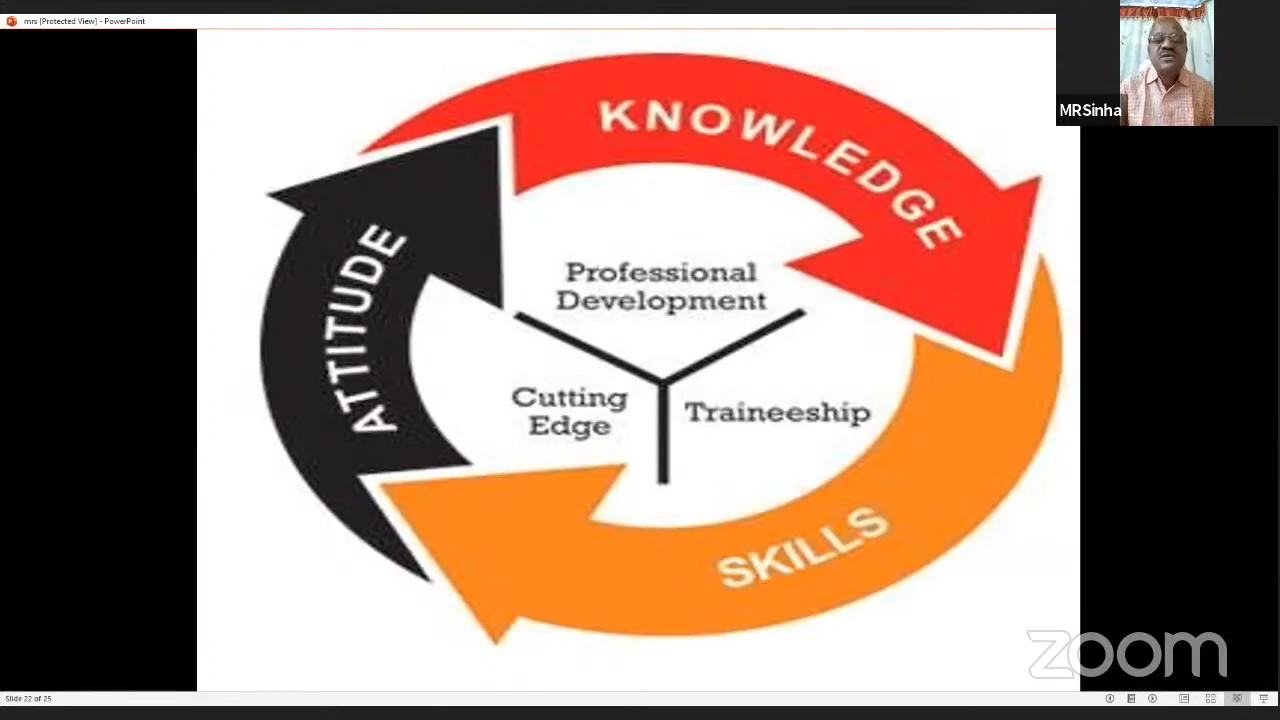 mrs [Protected View] - PowerPoint
MRSinha
KNOWLEDGE
ATTITUDE
Professional
Development
Cutting
Edge
Traineeship
SKILLS
zoom
Slide 22 of 25